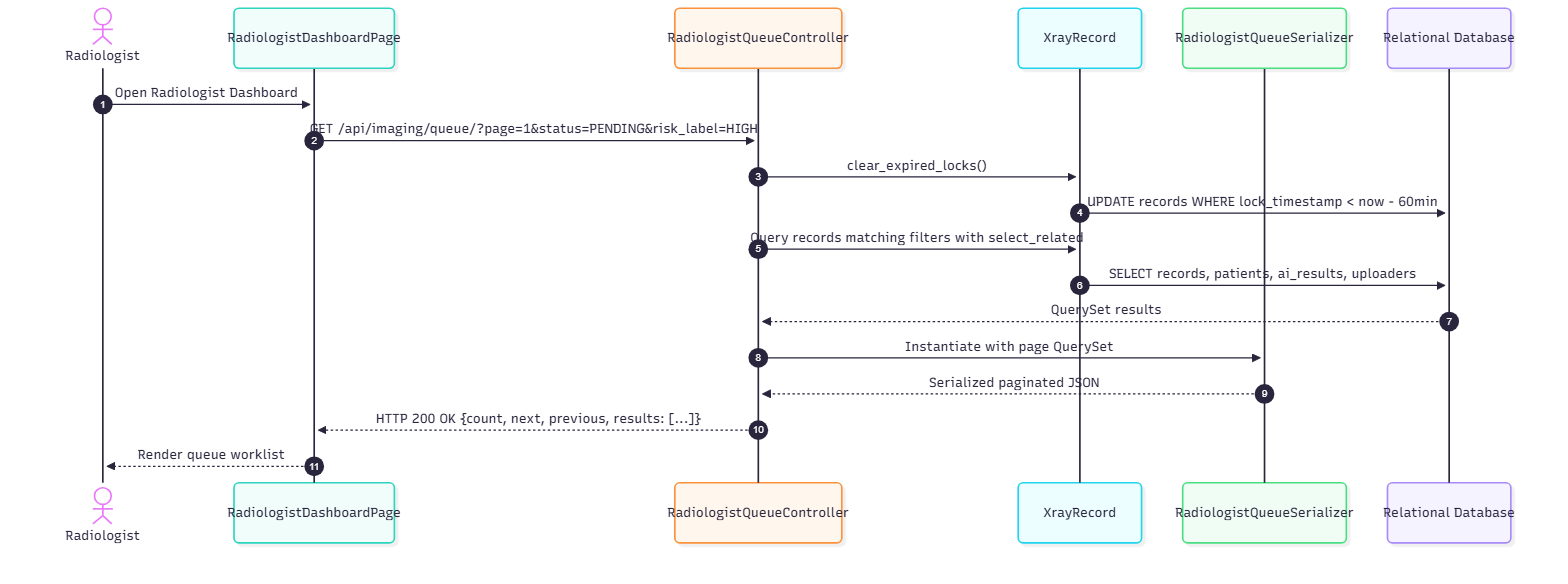 Radiologist
RadiologistDashboardPage
RadiologistQueueController
XrayRecord
RadiologistQueueSerializer
Relational Database
1
Open Radiologist Dashboard
2
GET /api/imaging/queue/?page=1&status=PENDING&risk_label=HIGH
3
clear_expired_locks()
4
UPDATE records WHERE lock_timestamp < now - 60min
5
Query records matching filters with select_related
6
SELECT records, patients, ai_results, uploaders
QuerySet results
7
8
Instantiate with page QuerySet
Serialized paginated JSON
9
HTTP 200 OK {count, next, previous, results: [...]}
10
Render queue worklist
11
Radiologist
RadiologistDashboardPage
RadiologistQueueController
XrayRecord
RadiologistQueueSerializer
Relational Database